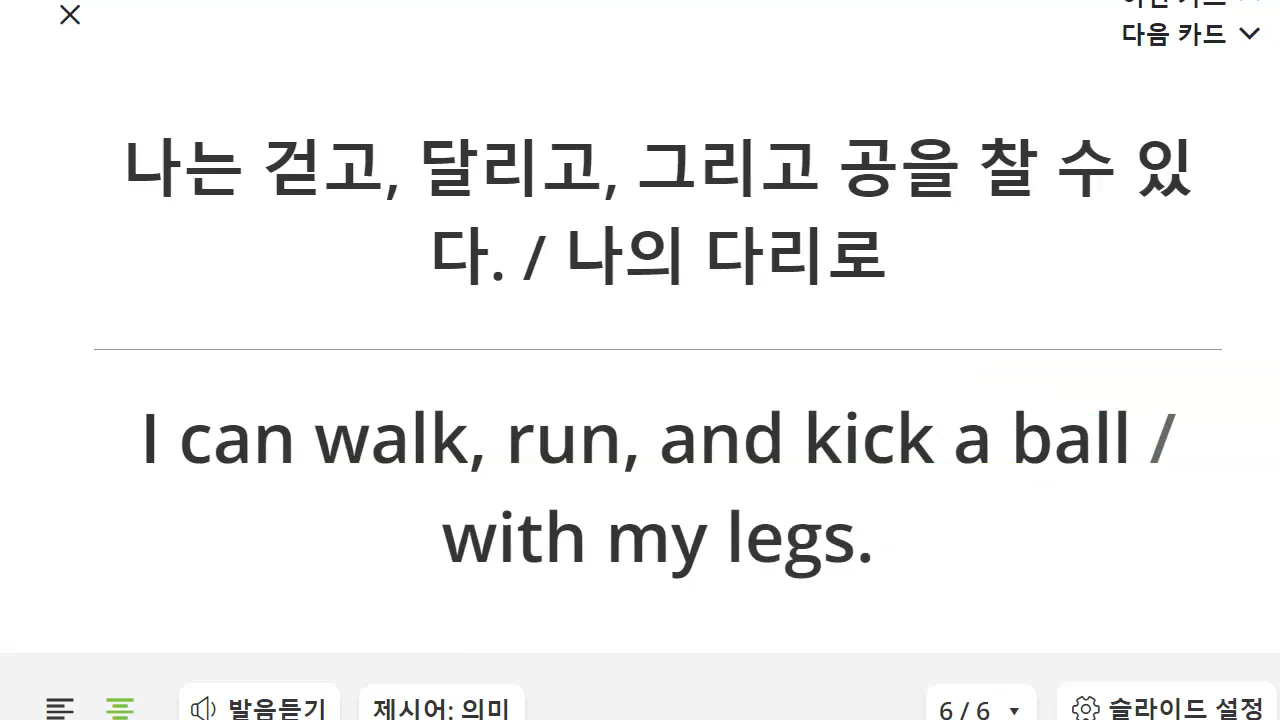 다음 카드
나는 걷고, 달리고, 그리고 공을 찰 수 있
다. / 나의 다리로
I can walk, run, and kick a ball /
with my legs.
발음듣기
제시어: 의미
6 / 6
슬라이드 설정